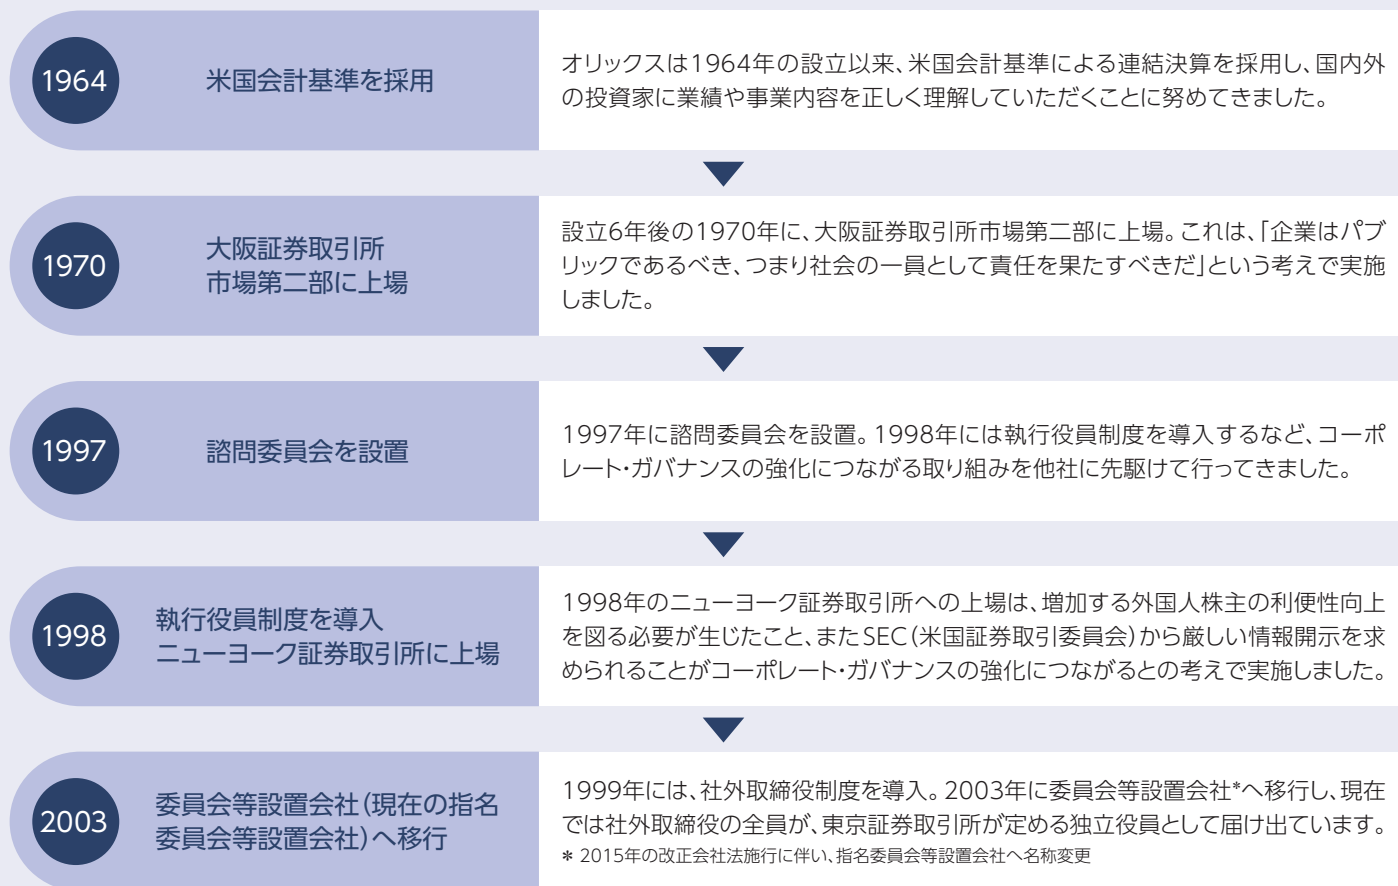 1964
米国会計基準を採用
オリックスは1964年の設立以来、米国会計基準による連結決算を採用し、国内外
の投資家に業績や事業内容を正しく理解していただくことに努めてきました。
1970
大阪証券取引所
市場第二部に上場
設立6年後の1970年に、大阪証券取引所市場第二部に上場。これは、「企業はパブ
リックであるべき、つまり社会の一員として責任を果たすべきだ」という考えで実施
しました。
1997
諮問委員会を設置
1997年に諮問委員会を設置。1998年には執行役員制度を導入するなど、コーポ
レート・ガバナンスの強化につながる取り組みを他社に先駆けて行ってきました。
1998
執行役員制度を導入
ニューヨーク証券取引所に上場
1998年のニューヨーク証券取引所への上場は、増加する外国人株主の利便性向上
を図る必要が生じたこと、またSEC（米国証券取引委員会）から厳しい情報開示を求
められることがコーポレート・ガバナンスの強化につながるとの考えで実施しました。
2003
委員会等設置会社（現在の指名
委員会等設置会社）へ移行
1999年には、社外取締役制度を導入。2003年に委員会等設置会社*へ移行し、現在
では社外取締役の全員が、東京証券取引所が定める独立役員として届け出ています。
* 2015年の改正会社法施行に伴い、指名委員会等設置会社へ名称変更